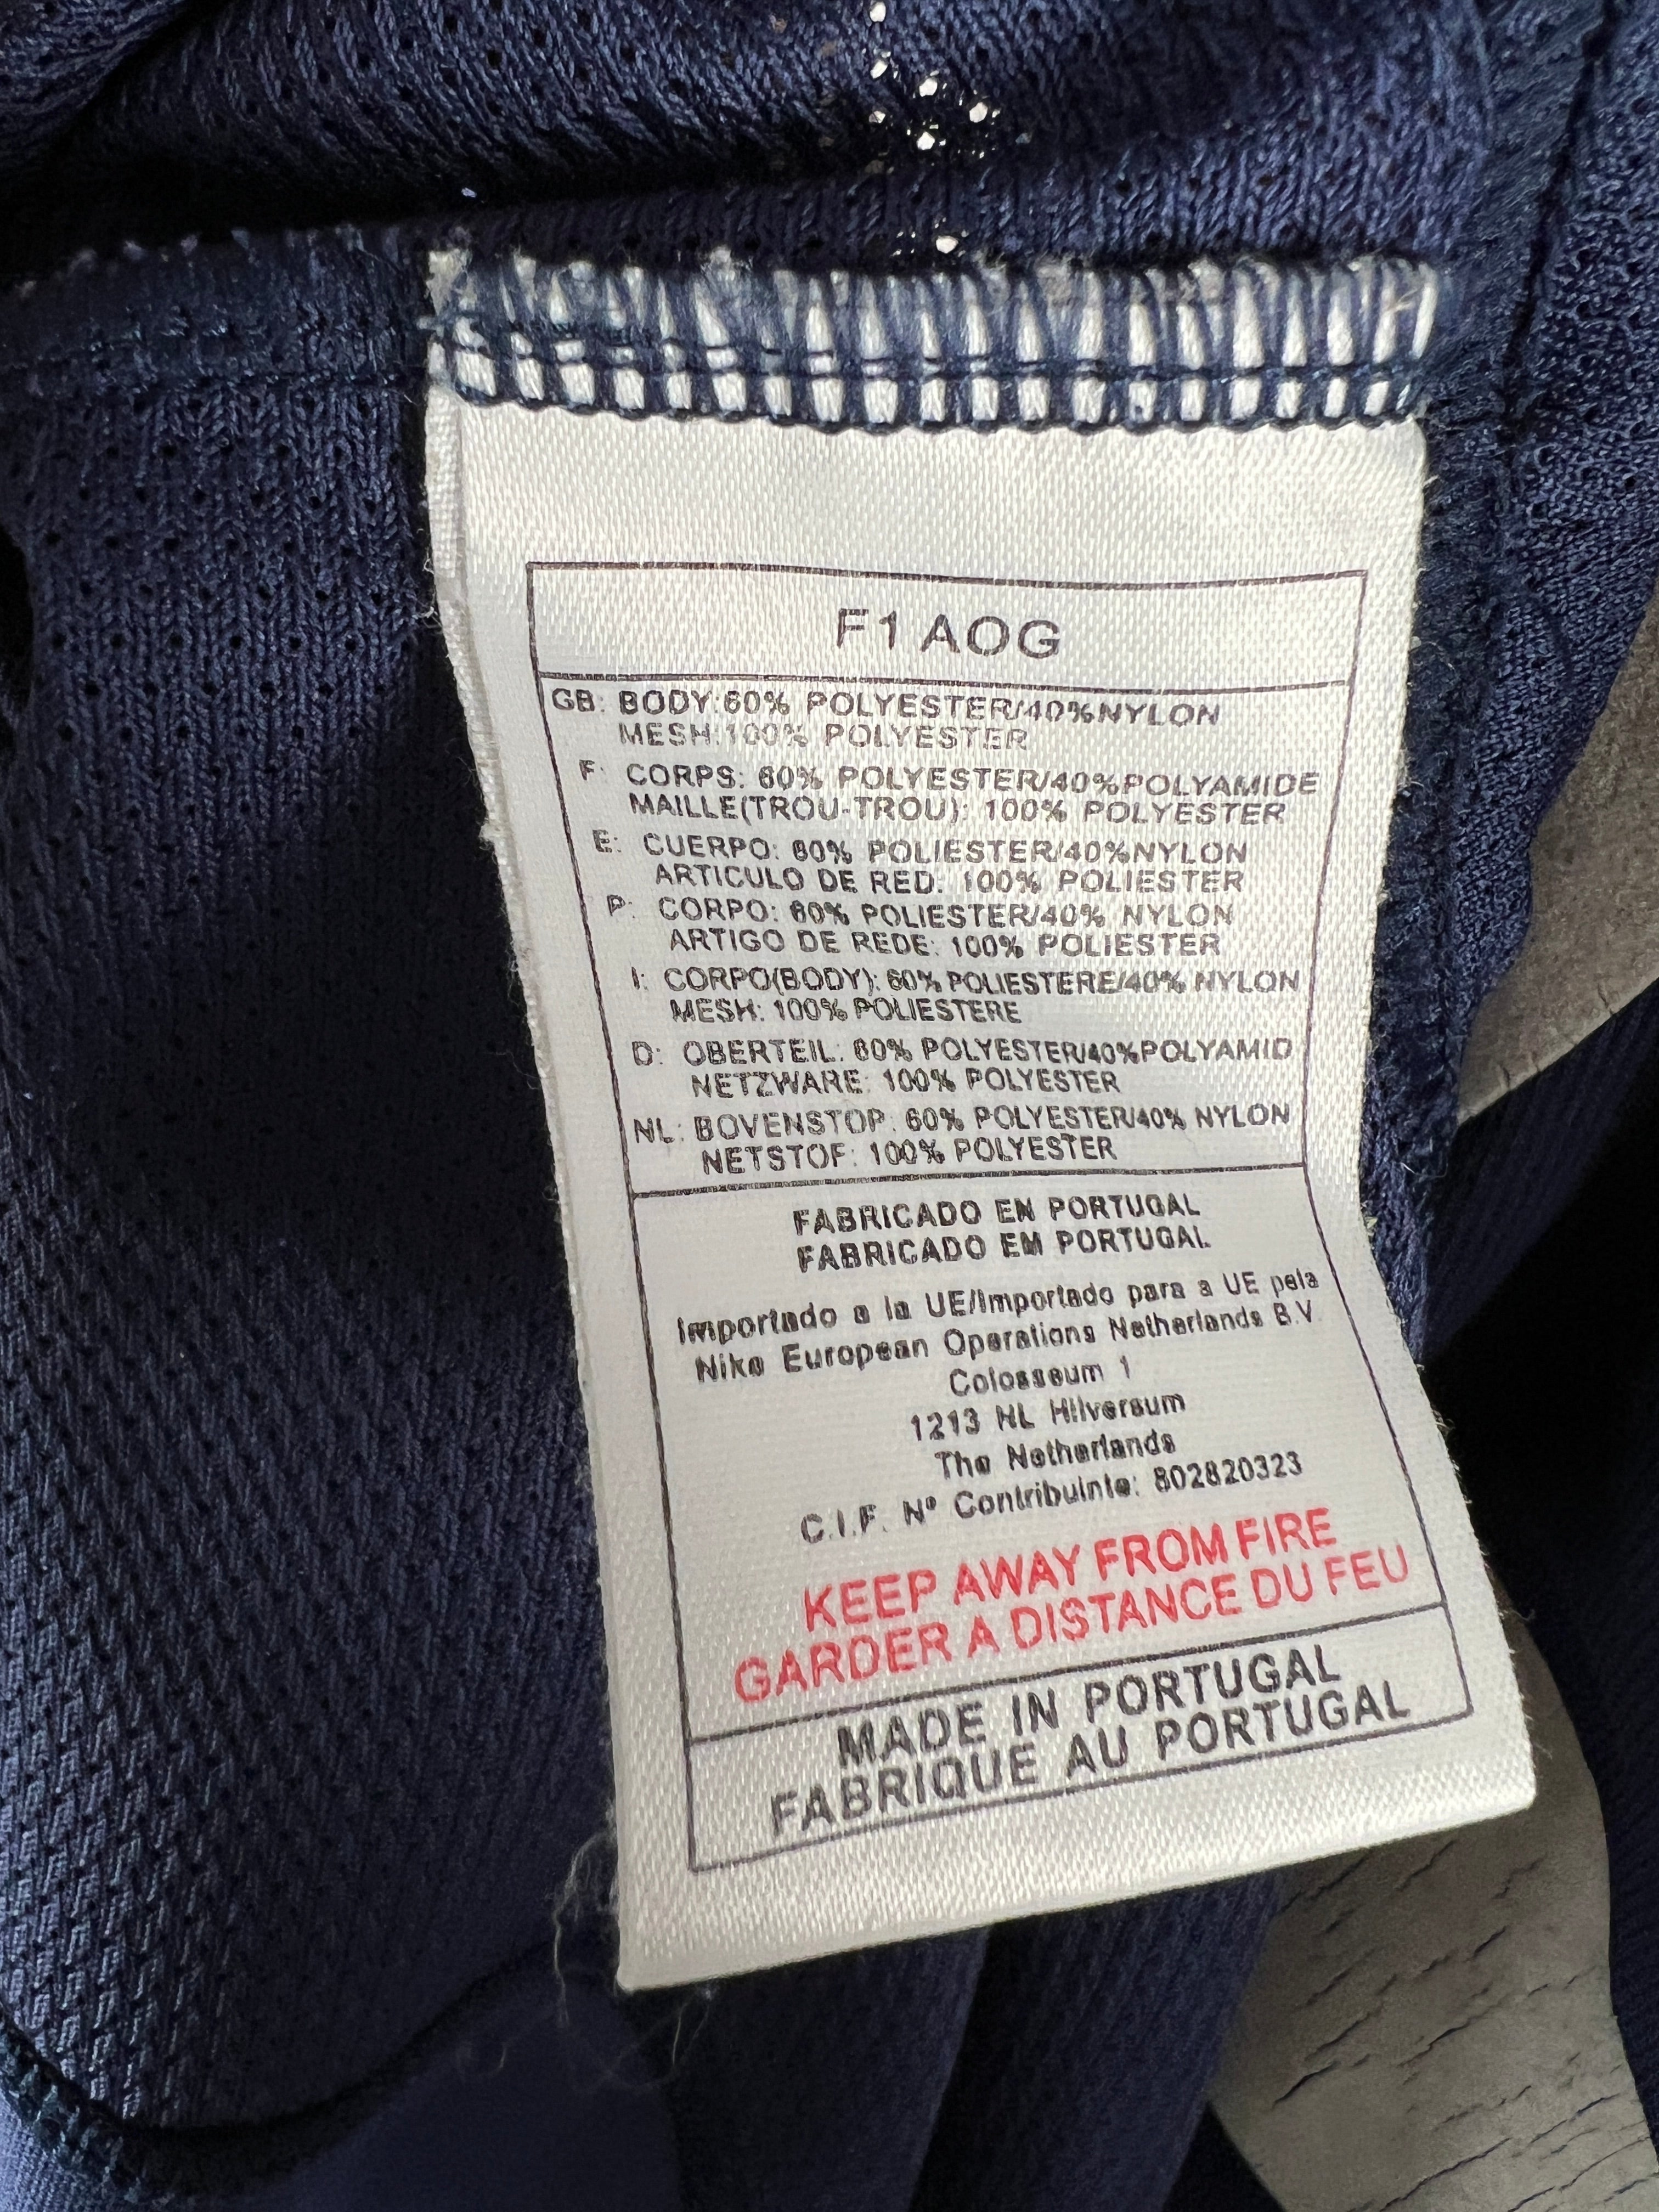 F1 AOG
GB: BODY:60% POLYESTER/40%NYLON
MESH:100% POLYESTER
F: CORPS: 60% POLYESTER/40%POLYAMIDE
MAILLE(TROU-TROU): 100% POLYESTER
E: CUERPO: 60% POLIESTER/40%NYLON
ARTICULO DE RED: 100% POLIESTER
P: CORPO: 60% POLIESTER/40% NYLON
ARTIGO DE REDE: 100% POLIESTER
I: CORPO(BODY): 60% POLIESTERE/40% NYLON
MESH: 100% POLIESTERE
D: OBERTEIL: 60% POLYESTER/40%POLYAMID
NETZWARE: 100% POLYESTER
NL: BOVENSTOP: 60% POLYESTER/40% NYLON
NETSTOF: 100% POLYESTER
FABRICADO EN PORTUGAL
FABRICADO EM PORTUGAL
Importado a la UE/Importado para a UE pela
Nike European Operations Netherlands B.V.
Colosseum 1
1213 NL Hilversum
The Netherlands
C.I.F. Nº Contribuinte: 802820323
KEEP AWAY FROM FIRE
GARDER A DISTANCE DU FEU
MADE IN PORTUGAL
FABRIQUE AU PORTUGAL